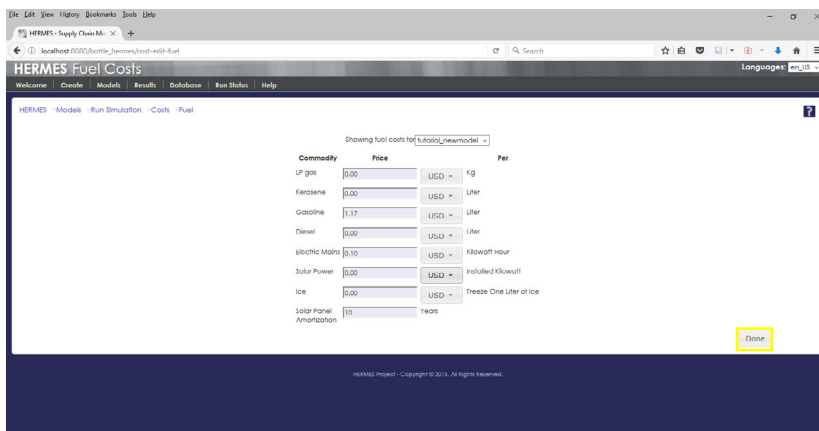 File Edit View History Bookmarks Tools Help
HERMES - Supply Chain Mo
localhost:8080/bottle_hermes/cost-edit-fuel
Search
HERMES Fuel Costs
Languages: en_US
Welcome Create Models Results Database Run Status Help
HERMES >Models >Run Simulation >Costs >Fuel
?
Showing fuel costs for tutorial_newmodel
Commodity Price Per
LP gas 0.00 USD Kg
Kerosene 0.00 USD Liter
Gasoline 1.17 USD Liter
Diesel 0.00 USD Liter
Electric Mains 0.10 USD Kilowatt Hour
Solar Power 0.00 USD Installed Kilowatt
Ice 0.00 USD Freeze One Liter of Ice
Solar Panel Amortization 10 Years
Done
HERMES Project - Copyright © 2015, All Rights Reserved.